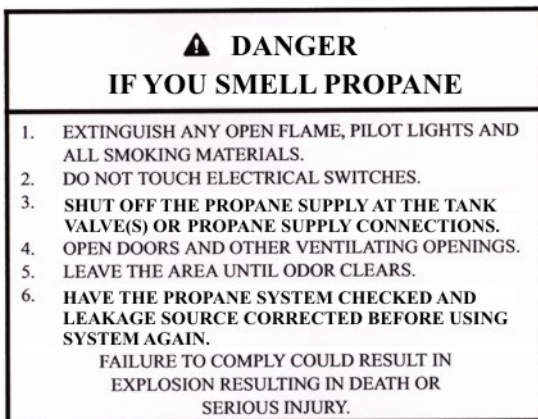 ⚠ DANGER
IF YOU SMELL PROPANE
1. EXTINGUISH ANY OPEN FLAME, PILOT LIGHTS AND
ALL SMOKING MATERIALS.
2. DO NOT TOUCH ELECTRICAL SWITCHES.
3. SHUT OFF THE PROPANE SUPPLY AT THE TANK
VALVE(S) OR PROPANE SUPPLY CONNECTIONS.
4. OPEN DOORS AND OTHER VENTILATING OPENINGS.
5. LEAVE THE AREA UNTIL ODOR CLEARS.
6. HAVE THE PROPANE SYSTEM CHECKED AND
LEAKAGE SOURCE CORRECTED BEFORE USING
SYSTEM AGAIN.
FAILURE TO COMPLY COULD RESULT IN
EXPLOSION RESULTING IN DEATH OR
SERIOUS INJURY.